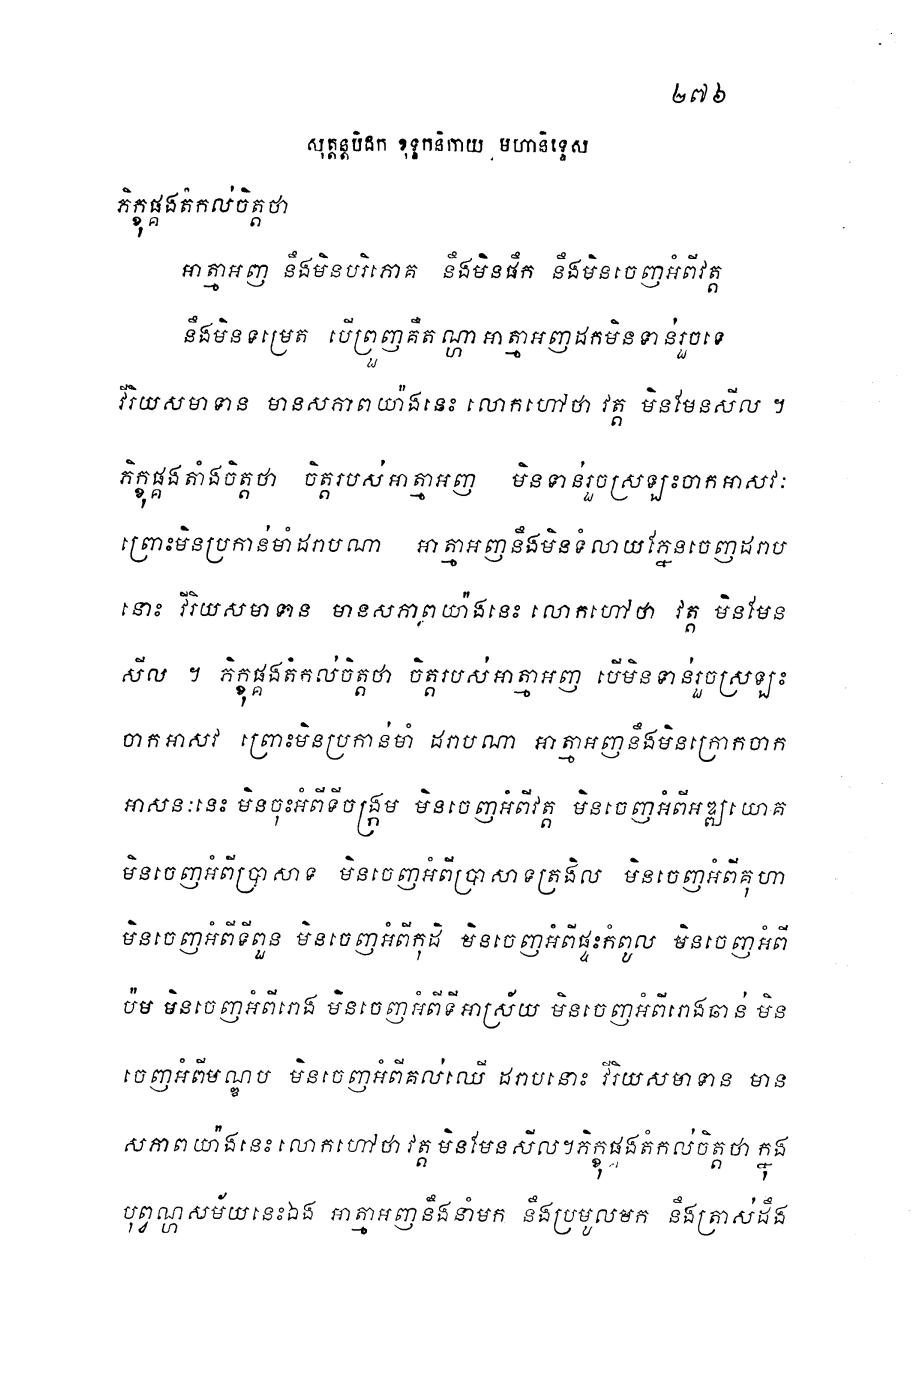 ២៧៦
សុត្តន្តបិដក ខុទ្ទកនិកាយ មហានិទ្ទេស
ភិក្ខុផ្គងតំកល់ចិត្តថា
អាត្មាអញ នឹងមិនបរិភោគ នឹងមិនផឹក នឹងមិនចេញអំពីវត្ត
នឹងមិនទម្រេត បើព្រួញគឺតណ្ហា អាត្មាអញដកមិនទាន់រួចទេ
វីរិយសមាទាន មានសភាពយ៉ាងនេះ លោកហៅថា វត្ត មិនមែនសីល ។
ភិក្ខុផ្គងតាំងចិត្តថា ចិត្តរបស់អាត្មាអញ មិនទាន់រួចស្រឡះចាកអាសវៈ
ព្រោះមិនប្រកាន់មាំដរាបណា អាត្មាអញនឹងមិនទំលាយភ្នែនចេញដរាប
នោះ វីរិយសមាទាន មានសភាពយ៉ាងនេះ លោកហៅថា វត្ត មិនមែន
សីល ។ ភិក្ខុផ្គងតំកល់ចិត្តថា ចិត្តរបស់អាត្មាអញ បើមិនទាន់រួចស្រឡះ
ចាកអាសវ ព្រោះមិនប្រកាន់មាំ ដរាបណា អាត្មាអញនឹងមិនក្រោកចាក
អាសនៈនេះ មិនចុះអំពីទីចង្ក្រម មិនចេញអំពីវត្ត មិនចេញអំពីអឌ្ឍយោគ
មិនចេញអំពីប្រាសាទ មិនចេញអំពីប្រាសាទត្រងិល មិនចេញអំពីគុហា
មិនចេញអំពីទីពួន មិនចេញអំពីកុដិ មិនចេញអំពីផ្ទះកំពូល មិនចេញអំពី
ប៉ម មិនចេញអំពីរោង មិនចេញអំពីទីអាស្រ័យ មិនចេញអំពីរោងឆាន់ មិន
ចេញអំពីមណ្ឌប មិនចេញអំពីគល់ឈើ ដរាបនោះ វីរិយសមាទាន មាន
សភាពយ៉ាងនេះ លោកហៅថា វត្ត មិនមែនសីល។ភិក្ខុផ្គងតំកល់ចិត្តថា ក្នុង
បុព្វណ្ហសម័យនេះឯង អាត្មាអញនឹងនាំមក នឹងប្រមូលមក នឹងត្រាស់ដឹង